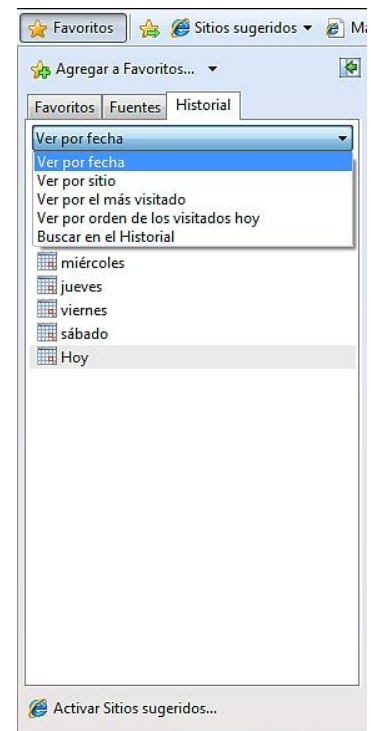 Favoritos Sitios sugeridos Ma
Agregar a Favoritos...
Favoritos Fuentes Historial
Ver por fecha
Ver por fecha
Ver por sitio
Ver por el más visitado
Ver por orden de los visitados hoy
Buscar en el Historial
miércoles
jueves
viernes
sábado
Hoy
Activar Sitios sugeridos...